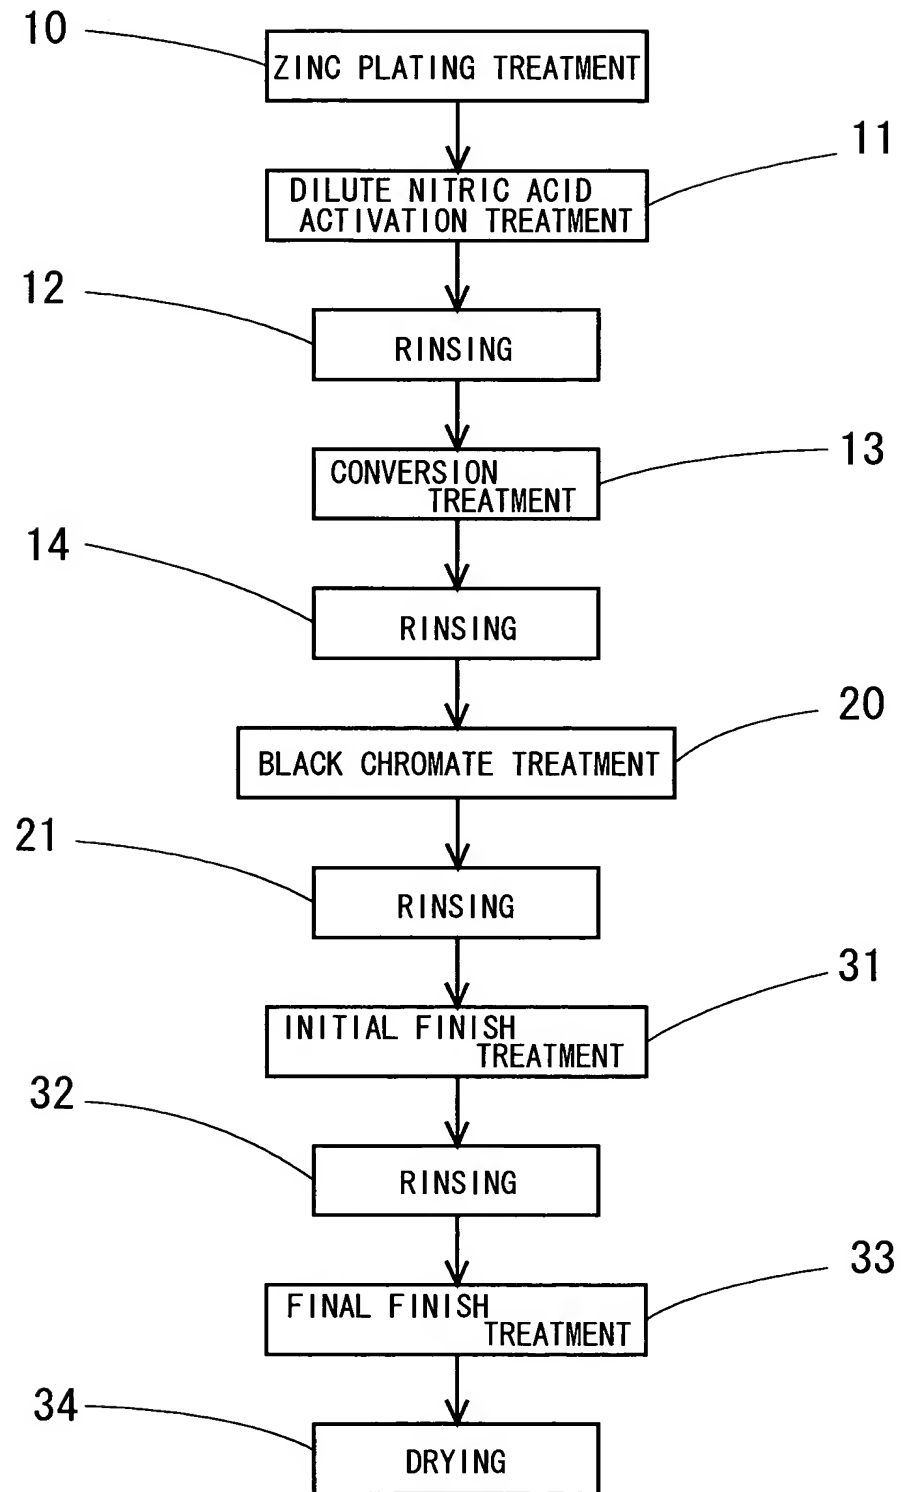 10
ZINC PLATING TREATMENT
11
DILUTE NITRIC ACID
ACTIVATION TREATMENT
12
RINSING
13
CONVERSION
TREATMENT
14
RINSING
20
BLACK CHROMATE TREATMENT
21
RINSING
31
INITIAL FINISH
TREATMENT
32
RINSING
33
FINAL FINISH
TREATMENT
34
DRYING